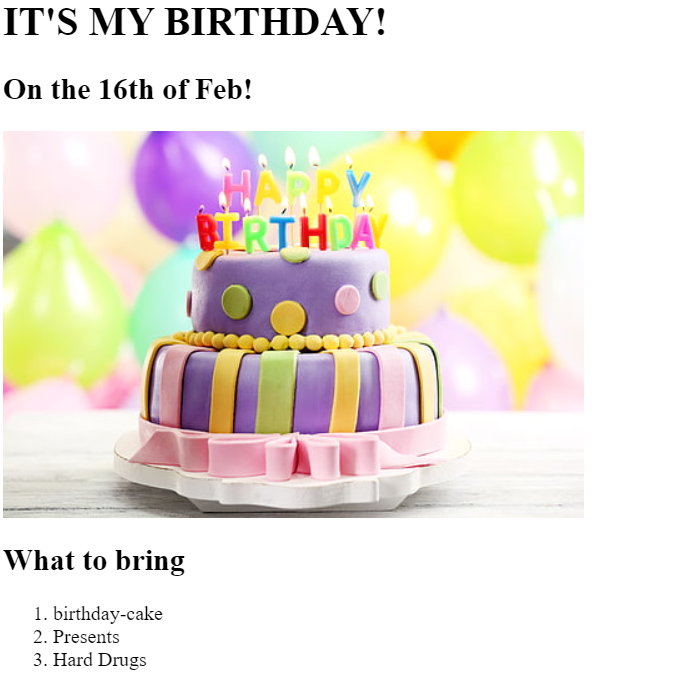 IT'S MY BIRTHDAY!
On the 16th of Feb!
HAPPY
BIRTHDAY
What to bring
1. birthday-cake
2. Presents
3. Hard Drugs